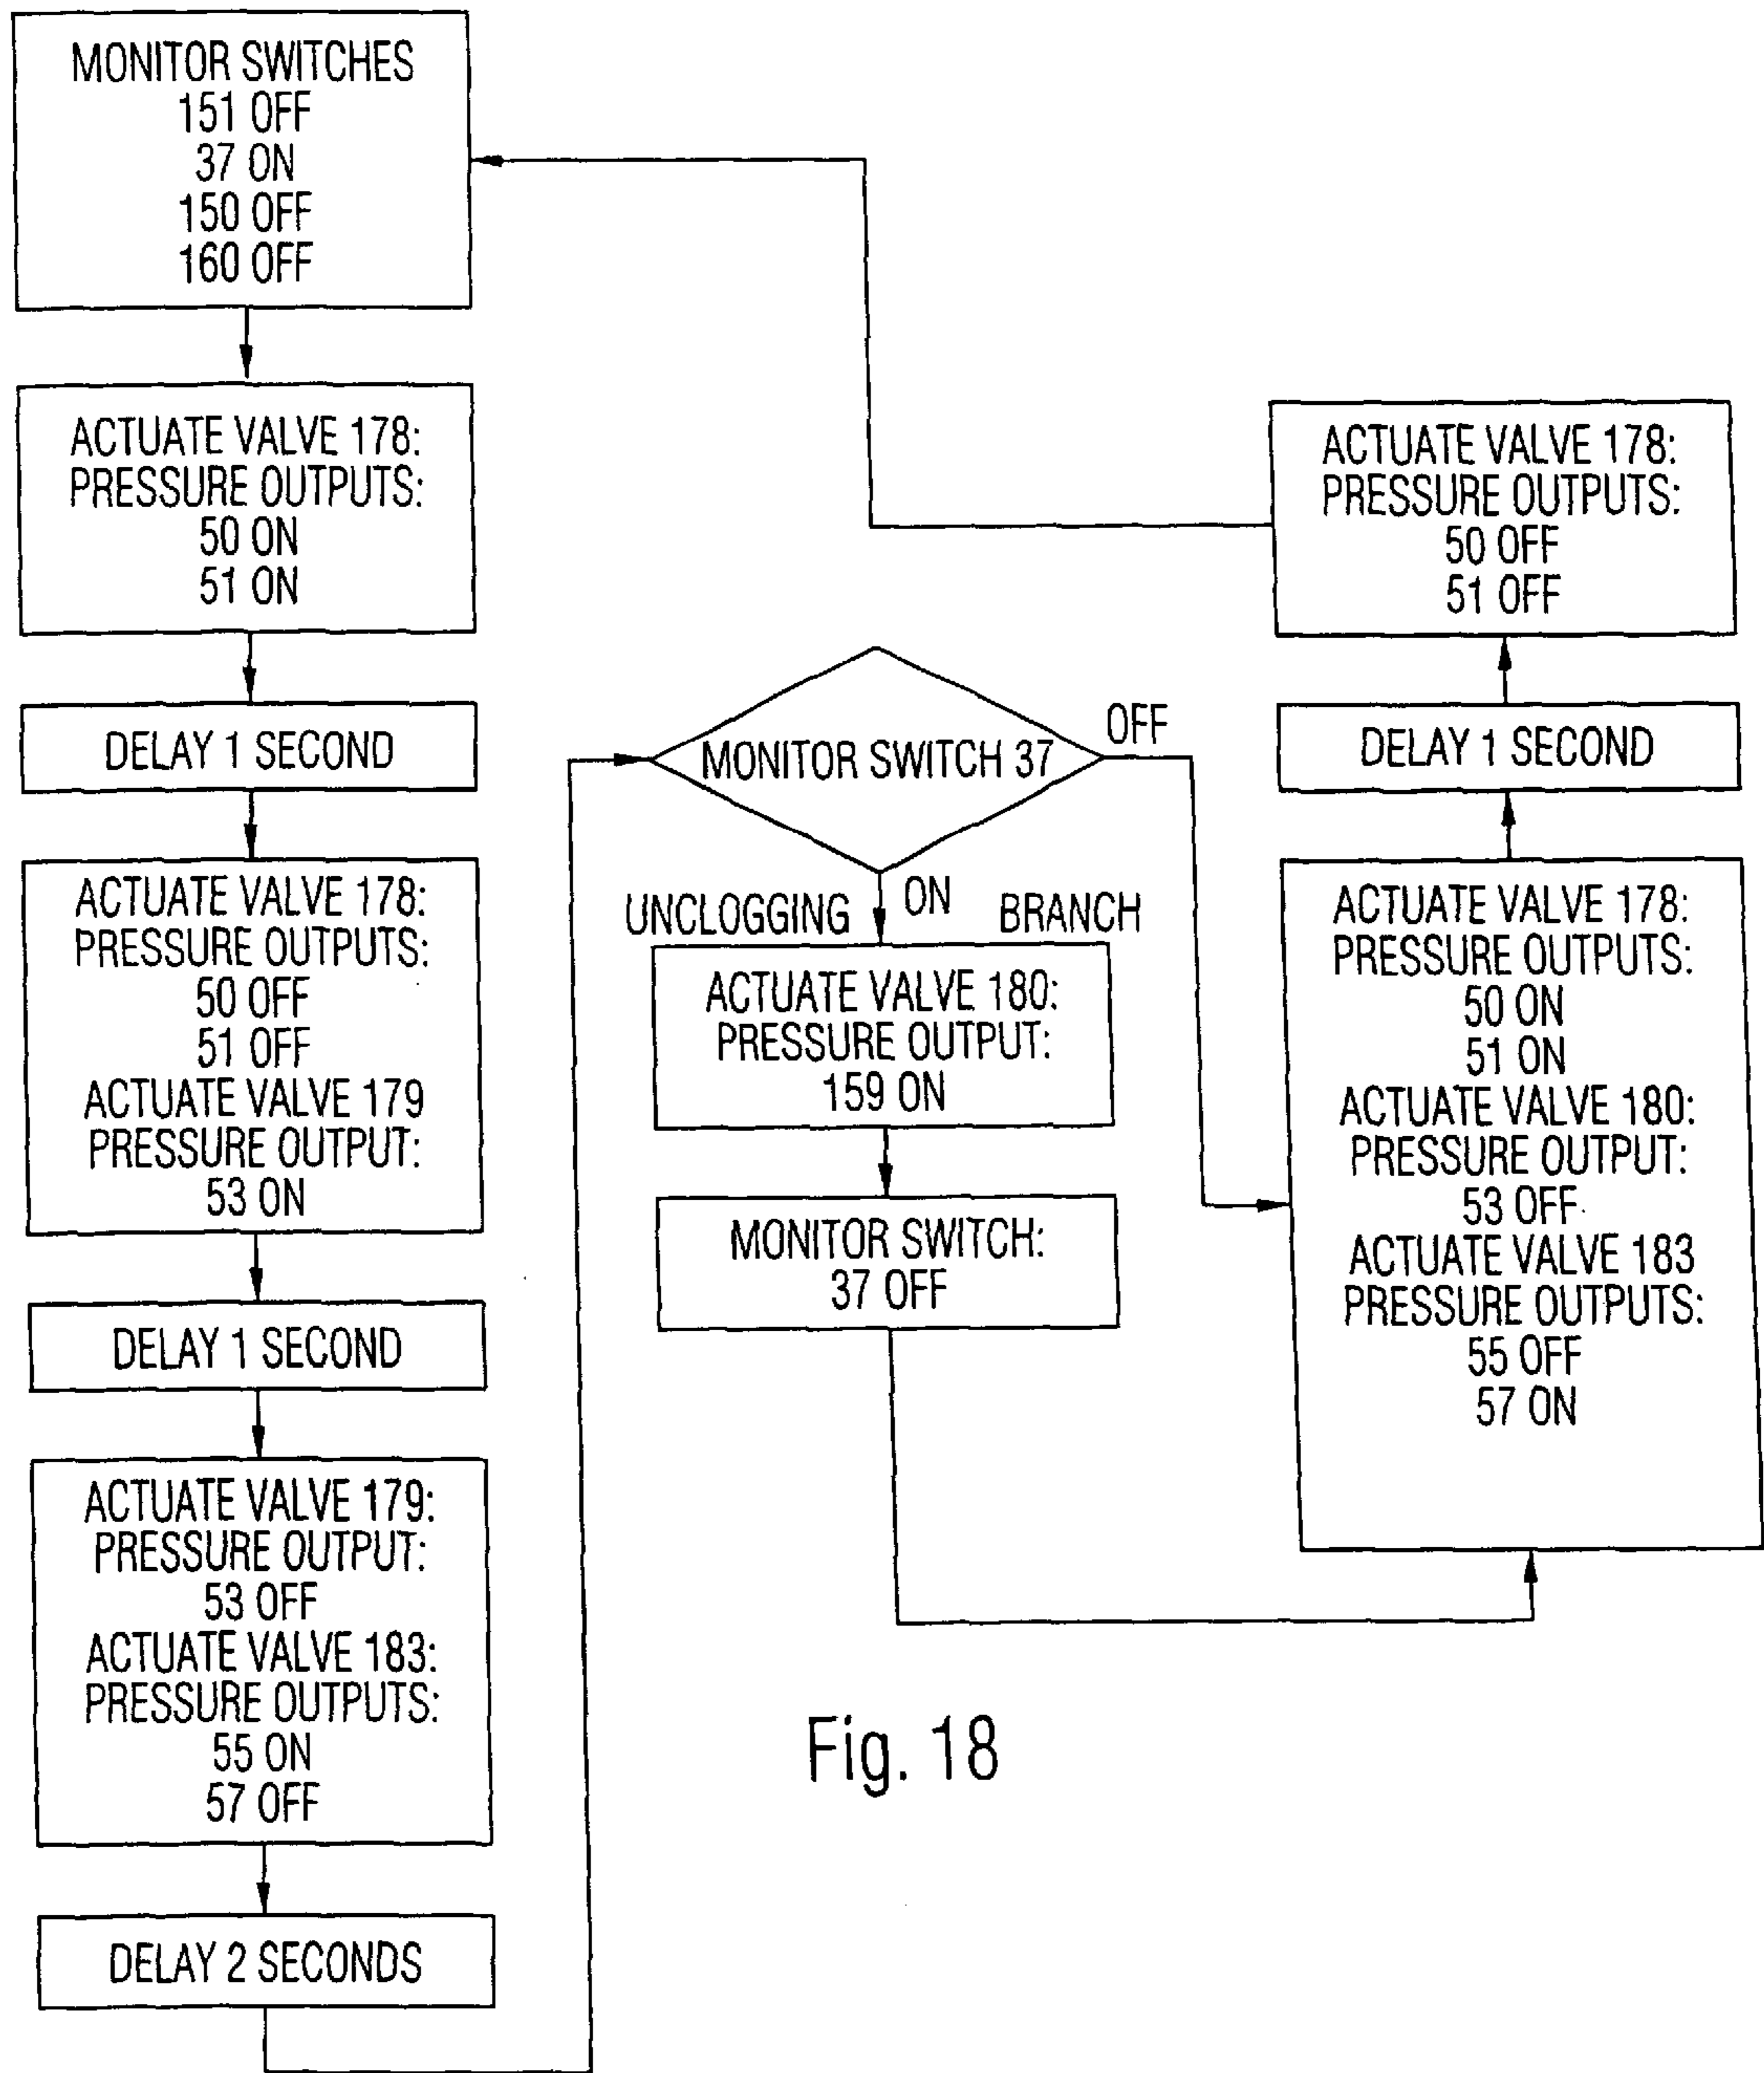 MONITOR SWITCHES
151 OFF
37 ON
150 OFF
160 OFF
ACTUATE VALVE 178:
PRESSURE OUTPUTS:
50 ON
51 ON
DELAY 1 SECOND
ACTUATE VALVE 178:
PRESSURE OUTPUTS:
50 OFF
51 OFF
ACTUATE VALVE 179
PRESSURE OUTPUT:
53 ON
DELAY 1 SECOND
ACTUATE VALVE 179:
PRESSURE OUTPUT:
53 OFF
ACTUATE VALVE 183:
PRESSURE OUTPUTS:
55 ON
57 OFF
DELAY 2 SECONDS
MONITOR SWITCH 37
OFF
UNCLOGGING ON BRANCH
ACTUATE VALVE 180:
PRESSURE OUTPUT:
159 ON
MONITOR SWITCH:
37 OFF
ACTUATE VALVE 178:
PRESSURE OUTPUTS:
50 ON
51 ON
ACTUATE VALVE 180:
PRESSURE OUTPUT:
53 OFF
ACTUATE VALVE 183
PRESSURE OUTPUTS:
55 OFF
57 ON
DELAY 1 SECOND
ACTUATE VALVE 178:
PRESSURE OUTPUTS:
50 OFF
51 OFF
Fig. 18